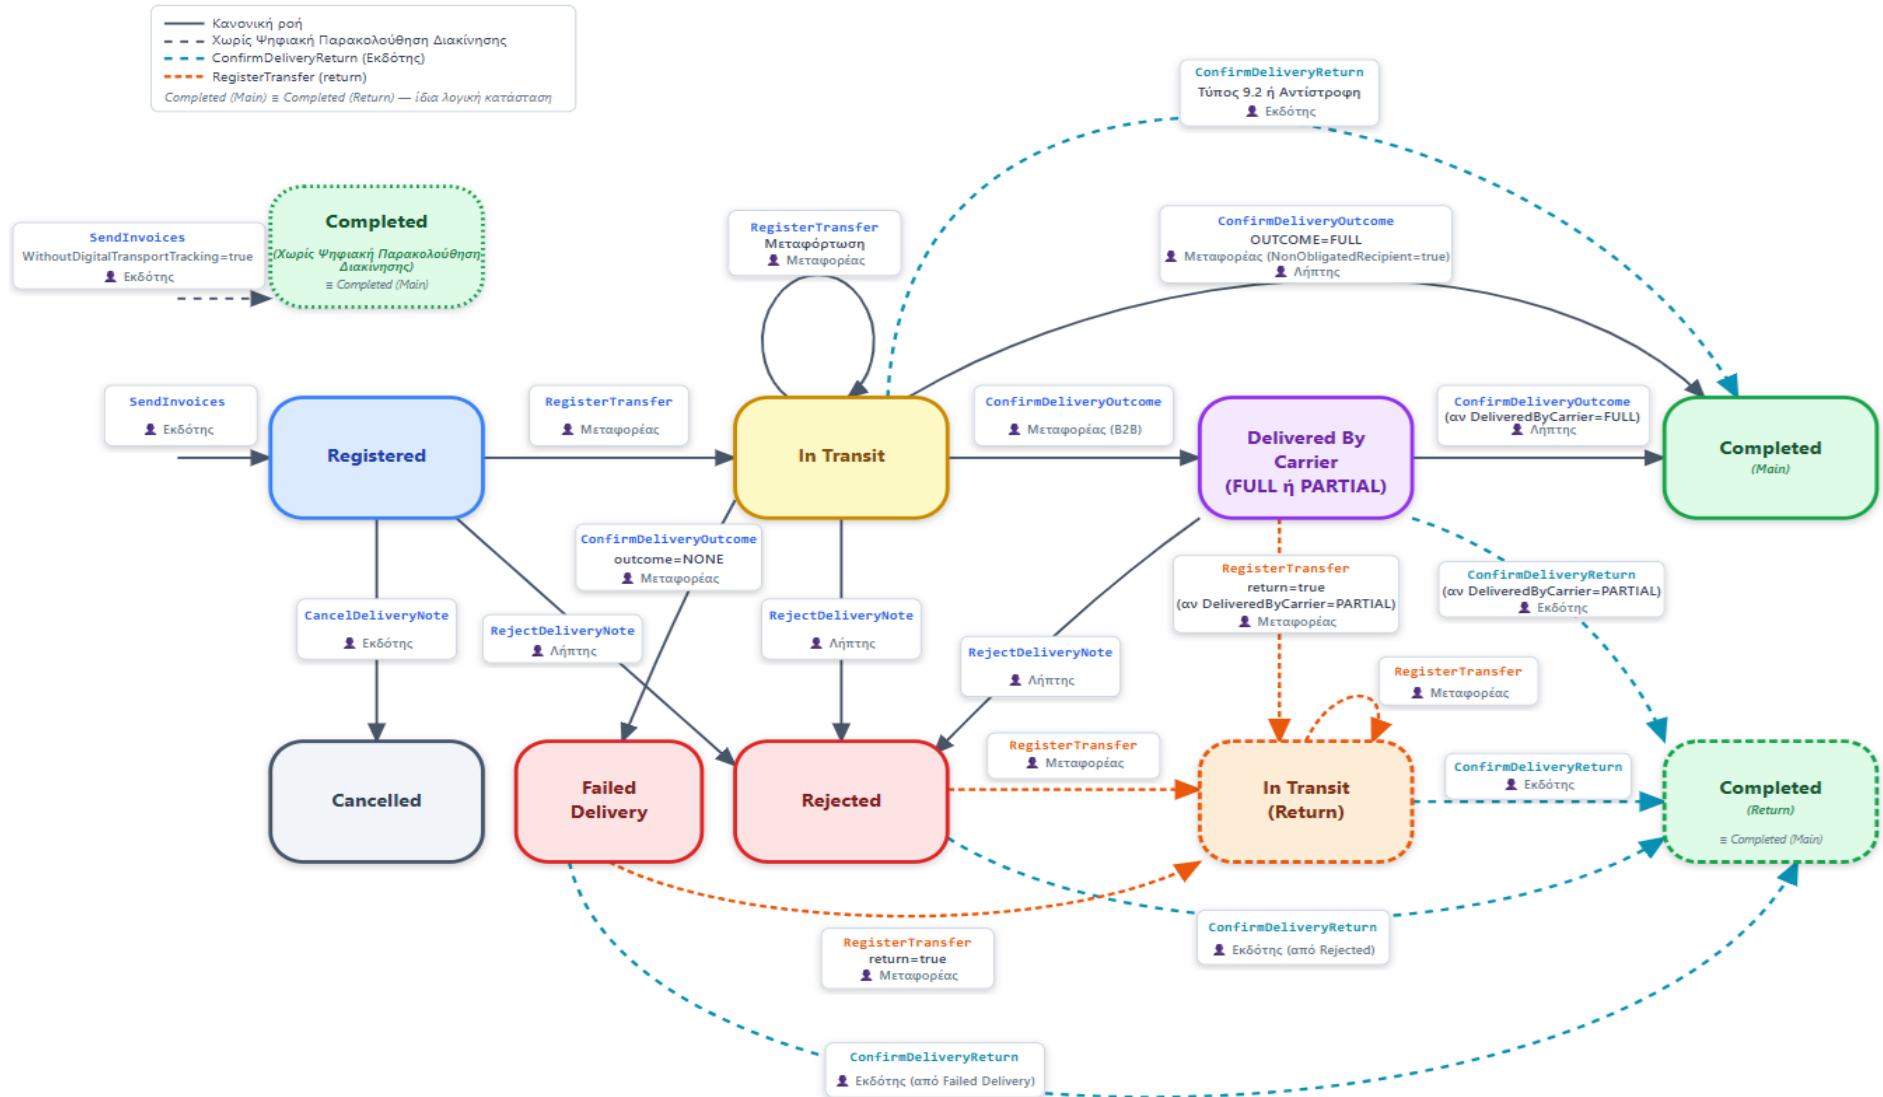 Κανονική ροή
Χωρίς Ψηφιακή Παρακολούθηση Διακίνησης
ConfirmDeliveryReturn (Εκδότης)
RegisterTransfer (return)
Completed (Main) ≡ Completed (Return) — ίδια λογική κατάσταση
ConfirmDeliveryReturn
Τύπος 9.2 ή Αντίστροφη
Εκδότης
SendInvoices
WithoutDigitalTransportTracking=true
Εκδότης
Completed
(Χωρίς Ψηφιακή Παρακολούθηση
Διακίνησης)
≡ Completed (Main)
RegisterTransfer
Μεταφόρτωση
Μεταφορέας
ConfirmDeliveryOutcome
OUTCOME=FULL
Μεταφορέας (NonObligatedRecipient=true)
Λήπτης
SendInvoices
Εκδότης
Registered
RegisterTransfer
Μεταφορέας
In Transit
ConfirmDeliveryOutcome
Μεταφορέας (B2B)
Delivered By
Carrier
(FULL ή PARTIAL)
ConfirmDeliveryOutcome
(αν DeliveredByCarrier=FULL)
Λήπτης
Completed
(Main)
CancelDeliveryNote
Εκδότης
RejectDeliveryNote
Λήπτης
ConfirmDeliveryOutcome
outcome=NONE
Μεταφορέας
RejectDeliveryNote
Λήπτης
RejectDeliveryNote
Λήπτης
RegisterTransfer
return=true
(αν DeliveredByCarrier=PARTIAL)
Μεταφορέας
ConfirmDeliveryReturn
(αν DeliveredByCarrier=PARTIAL)
Εκδότης
RegisterTransfer
Μεταφορέας
Cancelled
Failed
Delivery
Rejected
RegisterTransfer
Μεταφορέας
In Transit
(Return)
ConfirmDeliveryReturn
Εκδότης
Completed
(Return)
≡ Completed (Main)
RegisterTransfer
return=true
Μεταφορέας
ConfirmDeliveryReturn
Εκδότης (από Rejected)
ConfirmDeliveryReturn
Εκδότης (από Failed Delivery)